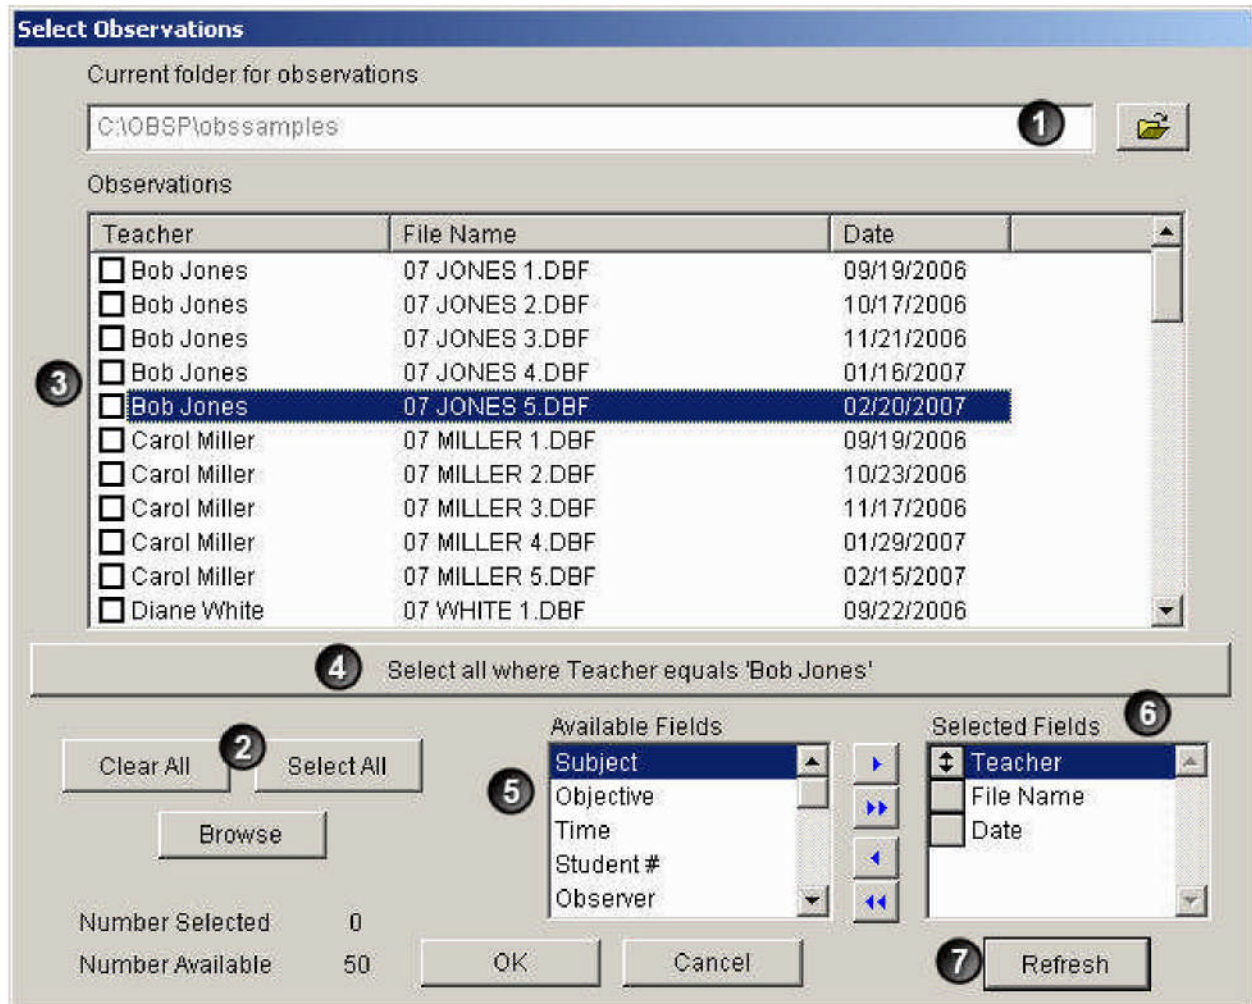 Select Observations
Current folder for observations
C:\OBSP\obssamples 1
Observations
Teacher File Name Date
Bob Jones 07 JONES 1.DBF 09/19/2006
Bob Jones 07 JONES 2.DBF 10/17/2006
Bob Jones 07 JONES 3.DBF 11/21/2006
3 Bob Jones 07 JONES 4.DBF 01/16/2007
Bob Jones 07 JONES 5.DBF 02/20/2007
Carol Miller 07 MILLER 1.DBF 09/19/2006
Carol Miller 07 MILLER 2.DBF 10/23/2006
Carol Miller 07 MILLER 3.DBF 11/17/2006
Carol Miller 07 MILLER 4.DBF 01/29/2007
Carol Miller 07 MILLER 5.DBF 02/15/2007
Diane White 07 WHITE 1.DBF 09/22/2006
4 Select all where Teacher equals 'Bob Jones'
Clear All 2 Select All
Browse
Number Selected 0
Number Available 50
Available Fields
5
Subject
Objective
Time
Student #
Observer
Selected Fields 6
Teacher
File Name
Date
OK Cancel 7 Refresh